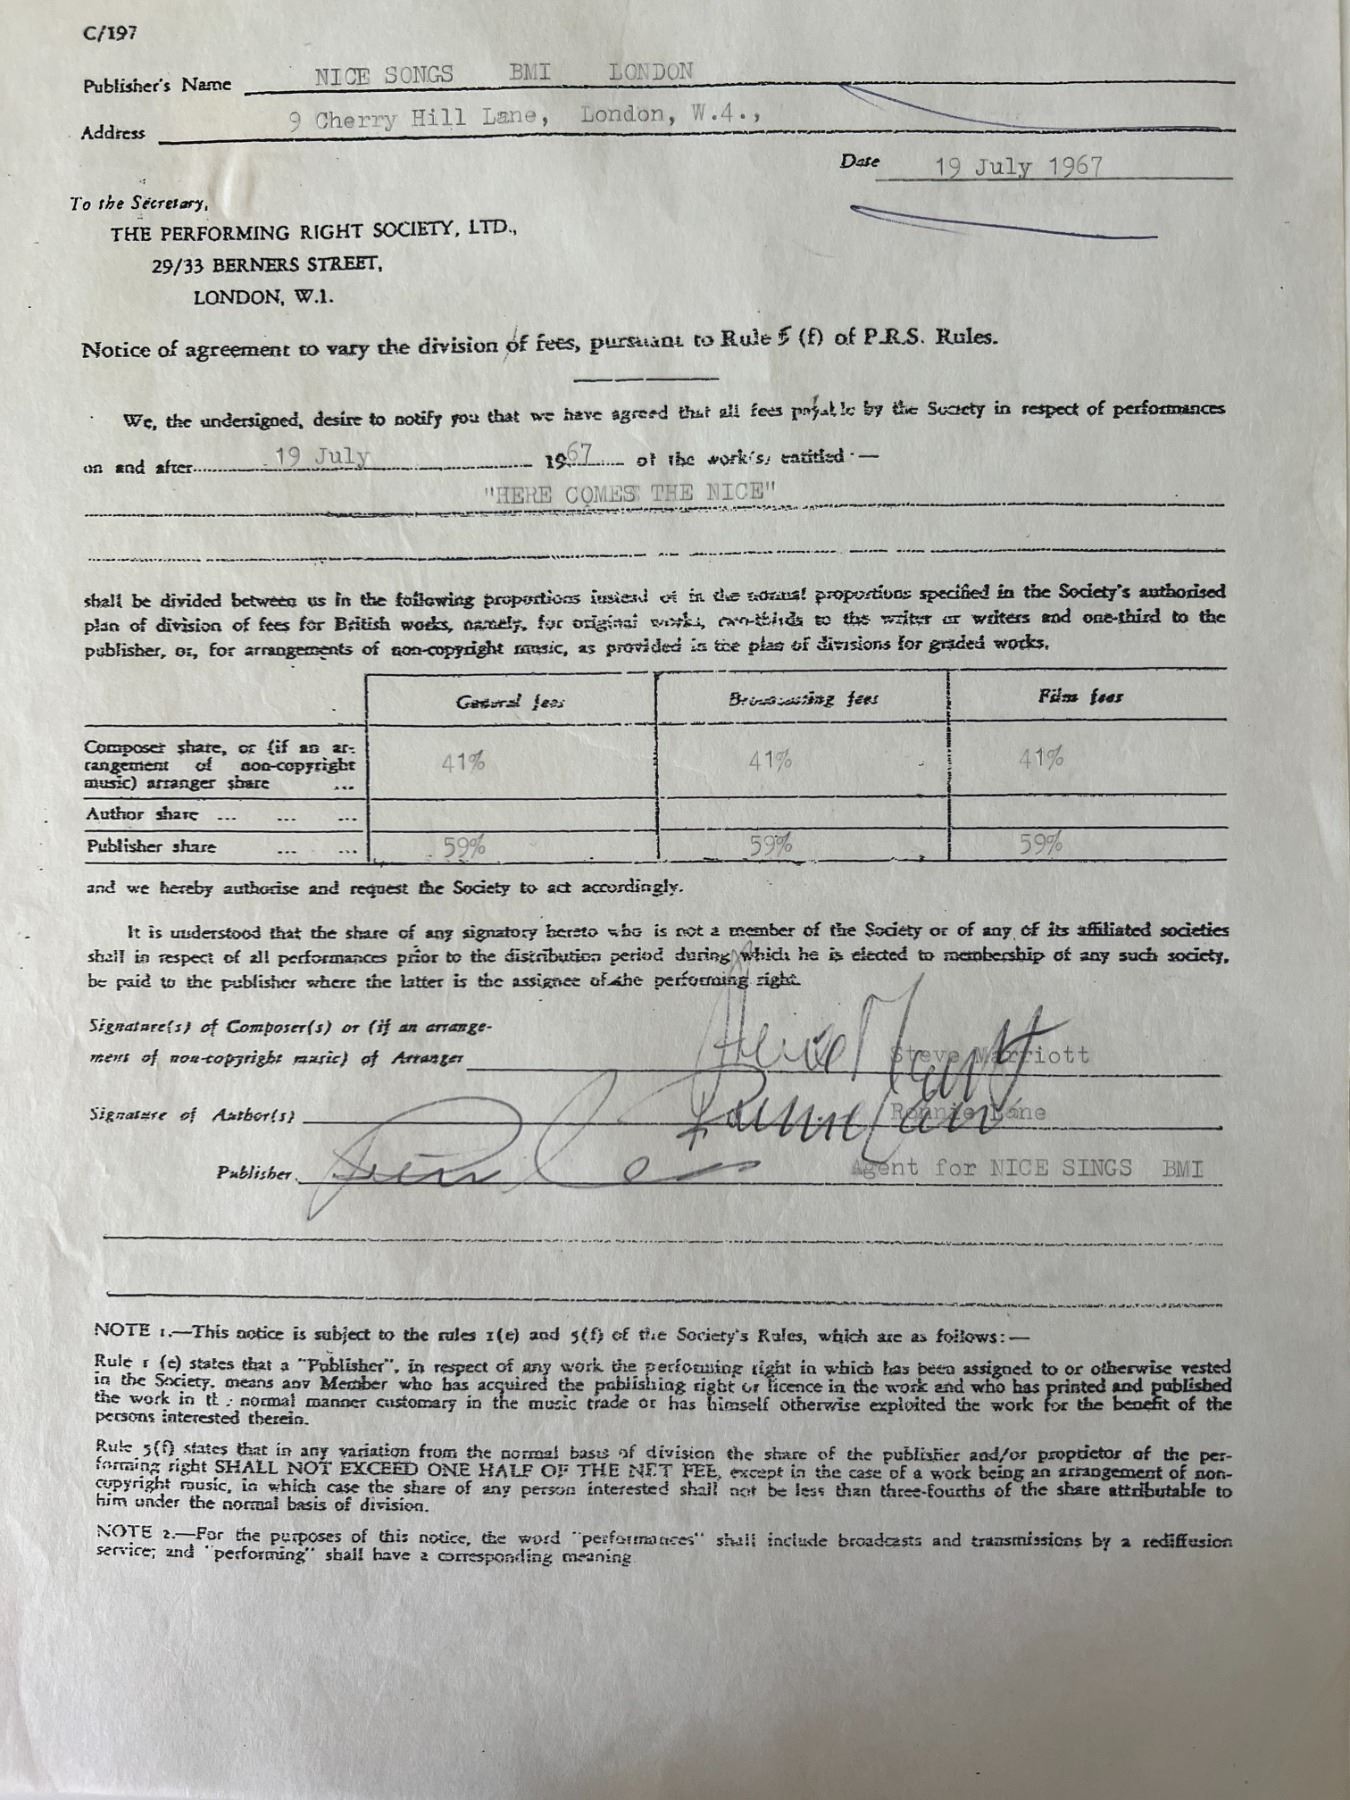 C/197
Publisher's Name NICE SONGS BMI LONDON
Address 9 Cherry Hill Lane, London, W.4.,
Date 19 July 1967
To the Secretary,
THE PERFORMING RIGHT SOCIETY, LTD.,
29/33 BERNERS STREET,
LONDON, W.1.
Notice of agreement to vary the division of fees, pursuant to Rule 5 (f) of P.R.S. Rules.
We, the undersigned, desire to notify you that we have agreed that all fees payable by the Society in respect of performances
on and after 19 July 1967 of the work(s) entitled :—
"HERE COMES THE NICE"
shall be divided between us in the following proportions instead of in the normal proportions specified in the Society's authorised
plan of division of fees for British works, namely, for original works, two-thirds to the writer or writers and one-third to the
publisher, or, for arrangements of non-copyright music, as provided in the plan of divisions for graded works.
General fees Broadcasting fees Film fees
Composer share, or (if an ar-
rangement of non-copyright
music) arranger share ... 41% 41% 41%
Author share ... ... ...
Publisher share ... ... 59% 59% 59%
and we hereby authorise and request the Society to act accordingly.
It is understood that the share of any signatory hereto who is not a member of the Society or of any of its affiliated societies
shall in respect of all performances prior to the distribution period during which he is elected to membership of any such society,
be paid to the publisher where the latter is the assignee of the performing right.
Signature(s) of Composer(s) or (if an arrange-
ment of non-copyright music) of Arranger Steve Marriott Steve Marriott
Signature of Author(s) Ronnie Lane Ronnie Lane
Publisher Agent for NICE SINGS BMI
NOTE 1.—This notice is subject to the rules 1(e) and 5(f) of the Society's Rules, which are as follows:—
Rule 1 (e) states that a "Publisher", in respect of any work the performing right in which has been assigned to or otherwise vested
in the Society, means any Member who has acquired the publishing right or licence in the work and who has printed and published
the work in the normal manner customary in the music trade or has himself otherwise exploited the work for the benefit of the
persons interested therein.
Rule 5(f) states that in any variation from the normal basis of division the share of the publisher and/or proprietor of the per-
forming right SHALL NOT EXCEED ONE HALF OF THE NET FEE, except in the case of a work being an arrangement of non-
copyright music, in which case the share of any person interested shall not be less than three-fourths of the share attributable to
him under the normal basis of division.
NOTE 2.—For the purposes of this notice, the word "performances" shall include broadcasts and transmissions by a rediffusion
service; and "performing" shall have a corresponding meaning